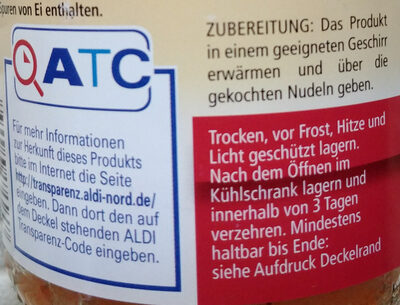 Spuren von Ei enthalten.
ATC
Für mehr Informationen
zur Herkunft dieses Produkts
bitte im Internet die Seite
http://transparenz.aldi-nord.de/
eingeben. Dann dort den auf
dem Deckel stehenden ALDI
Transparenz-Code eingeben.
ZUBEREITUNG: Das Produkt
in einem geeigneten Geschirr
erwärmen und über die
gekochten Nudeln geben.
Trocken, vor Frost, Hitze und
Licht geschützt lagern.
Nach dem Öffnen im
Kühlschrank lagern und
innerhalb von 3 Tagen
verzehren. Mindestens
haltbar bis Ende:
siehe Aufdruck Deckelrand